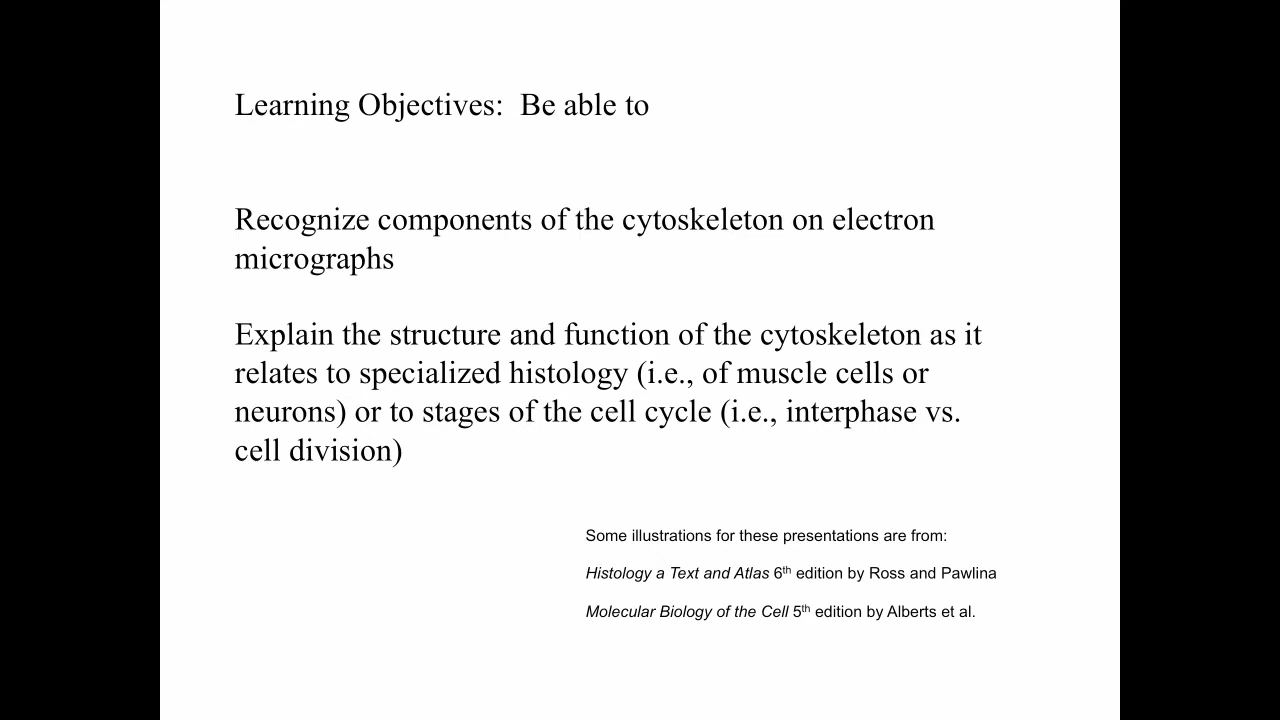 Learning Objectives:  Be able to
Recognize components of the cytoskeleton on electron
micrographs
Explain the structure and function of the cytoskeleton as it
relates to specialized histology (i.e., of muscle cells or
neurons) or to stages of the cell cycle (i.e., interphase vs.
cell division)
Some illustrations for these presentations are from:
Histology a Text and Atlas 6th edition by Ross and Pawlina
Molecular Biology of the Cell 5th edition by Alberts et al.